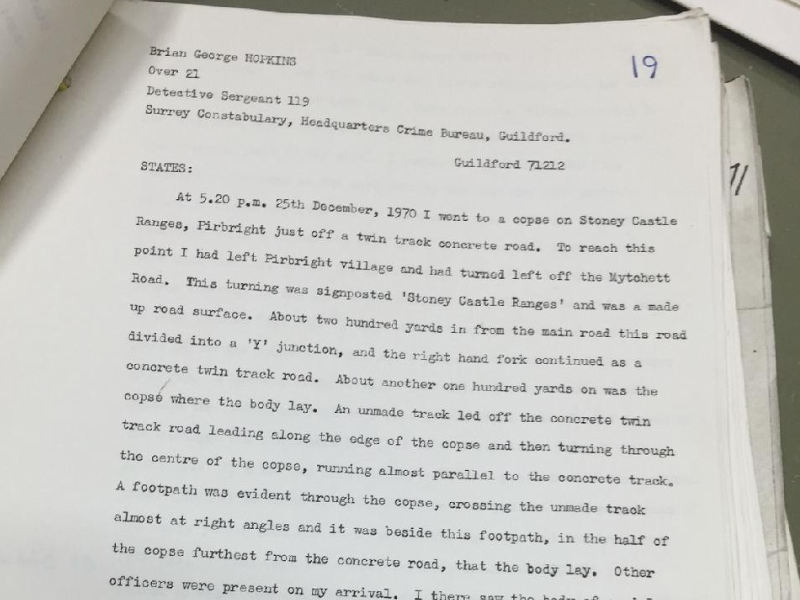 Brian George HOPKINS
19
Over 21
Detective Sergeant 119
Surrey Constabulary, Headquarters Crime Bureau, Guildford.
Guildford 71212
STATES:
At 5.20 p.m. 25th December, 1970 I went to a copse on Stoney Castle
Ranges, Pirbright just off a twin track concrete road. To reach this
point I had left Pirbright village and had turned left off the Mytchett
Road. This turning was signposted 'Stoney Castle Ranges' and was a made
up road surface. About two hundred yards in from the main road this road
divided into a 'Y' junction, and the right hand fork continued as a
concrete twin track road. About another one hundred yards on was the
copse where the body lay. An unmade track led off the concrete twin
track road leading along the edge of the copse and then turning through
the centre of the copse, running almost parallel to the concrete track.
A footpath was evident through the copse, crossing the unmade track
almost at right angles and it was beside this footpath, in the half of
the copse furthest from the concrete road, that the body lay. Other
officers were present on my arrival. I there saw the body of